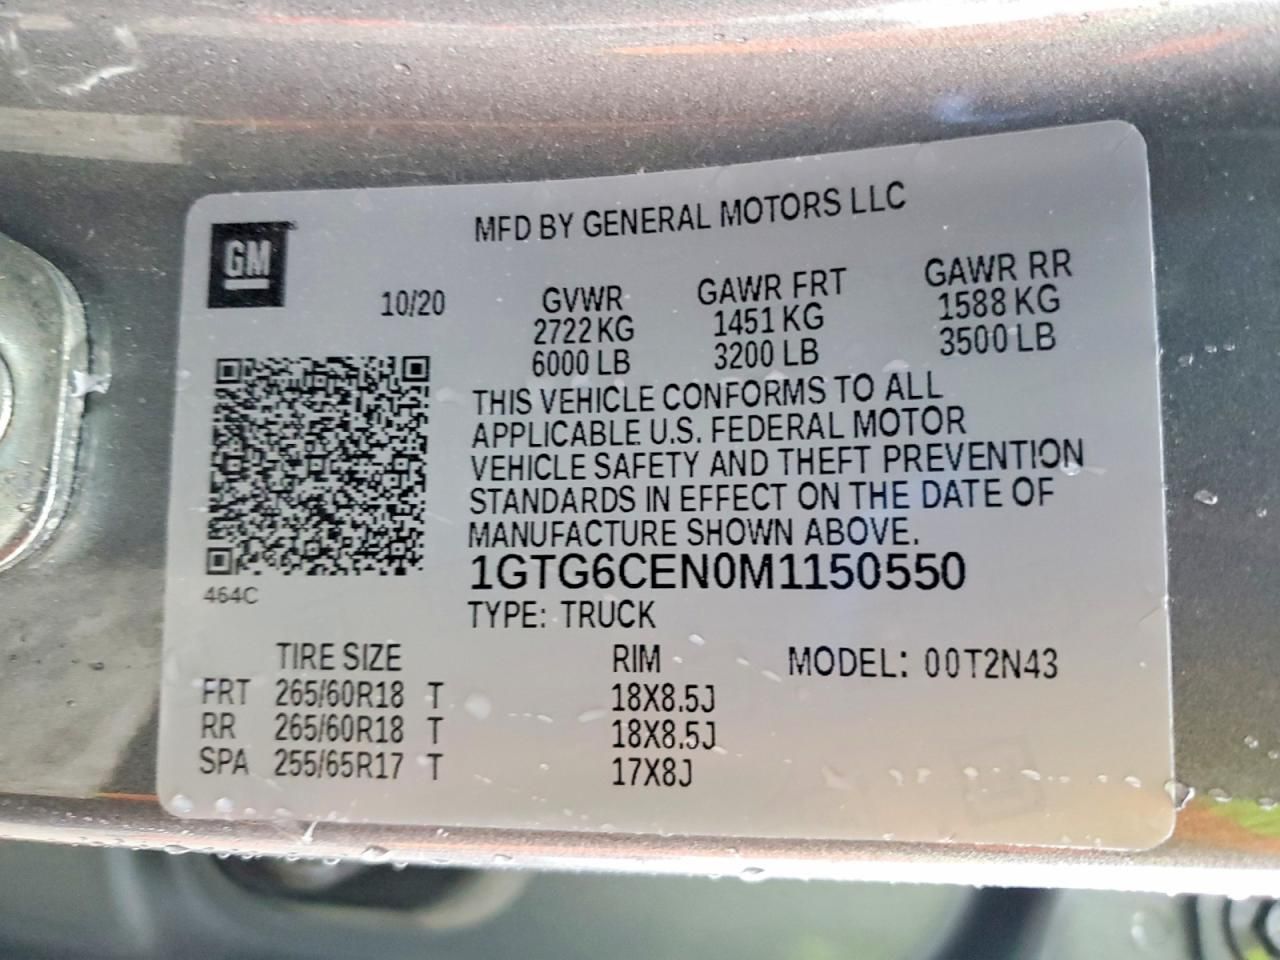 MFD BY GENERAL MOTORS LLC
GM
10/20
GVWR GAWR FRT GAWR RR
2722 KG 1451 KG 1588 KG
6000 LB 3200 LB 3500 LB
THIS VEHICLE CONFORMS TO ALL
APPLICABLE U.S. FEDERAL MOTOR
VEHICLE SAFETY AND THEFT PREVENTION
STANDARDS IN EFFECT ON THE DATE OF
MANUFACTURE SHOWN ABOVE.
1GTG6CEN0M1150550
464C
TYPE: TRUCK
TIRE SIZE RIM MODEL: 00T2N43
FRT 265/60R18 T 18X8.5J
RR 265/60R18 T 18X8.5J
SPA 255/65R17 T 17X8J